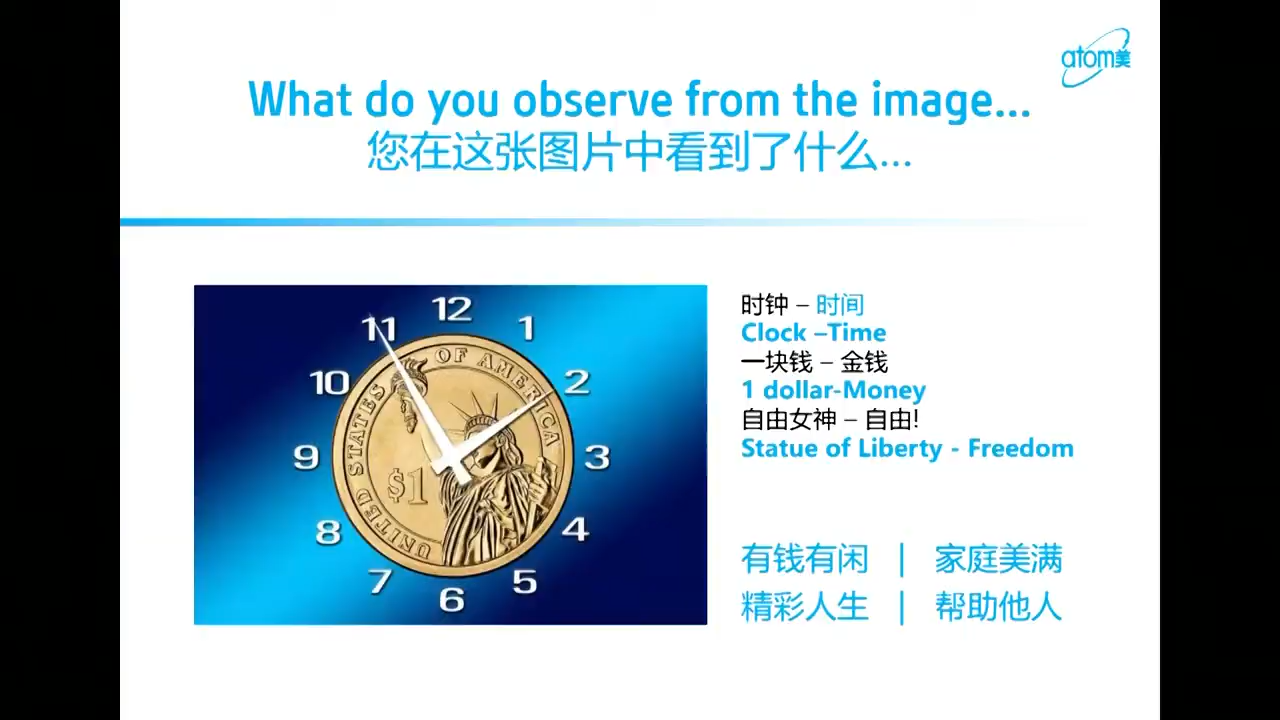 atom美
What do you observe from the image...
您在这张图片中看到了什么...
12
1
2
3
4
5
6
7
8
9
10
11
UNITED STATES OF AMERICA
$1
时钟 – 时间
Clock –Time
一块钱 – 金钱
1 dollar-Money
自由女神 – 自由!
Statue of Liberty - Freedom
有钱有闲 | 家庭美满
精彩人生 | 帮助他人